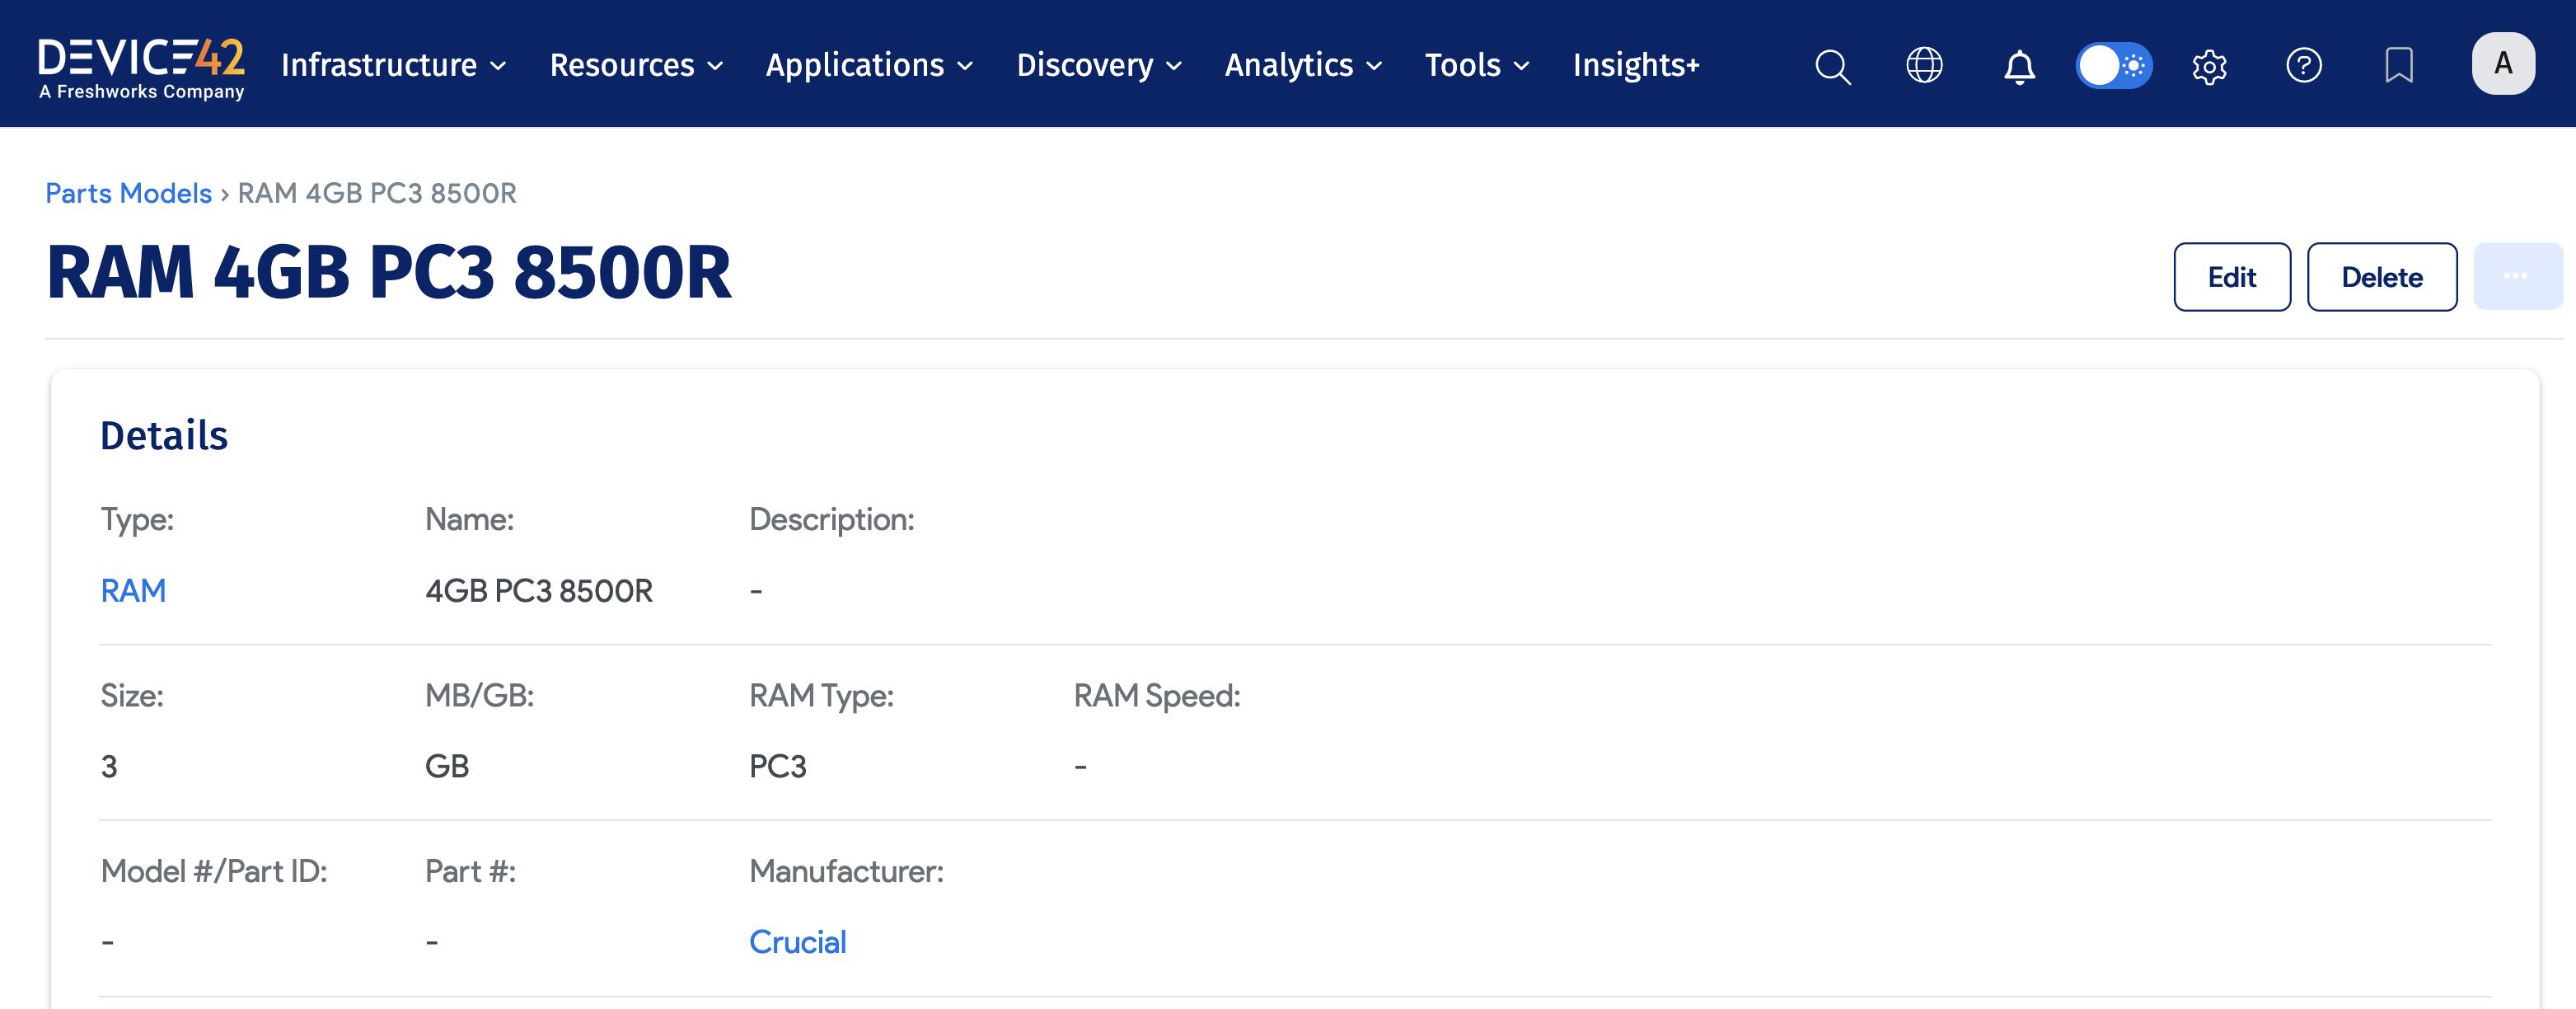 DEVICE42 Infrastructure Resources Applications Discovery Analytics Tools Insights+ A
A Freshworks Company
Parts Models › RAM 4GB PC3 8500R
RAM 4GB PC3 8500R
Edit Delete ...
Details
Type: Name: Description:
RAM 4GB PC3 8500R -
Size: MB/GB: RAM Type: RAM Speed:
3 GB PC3 -
Model #/Part ID: Part #: Manufacturer:
- - Crucial